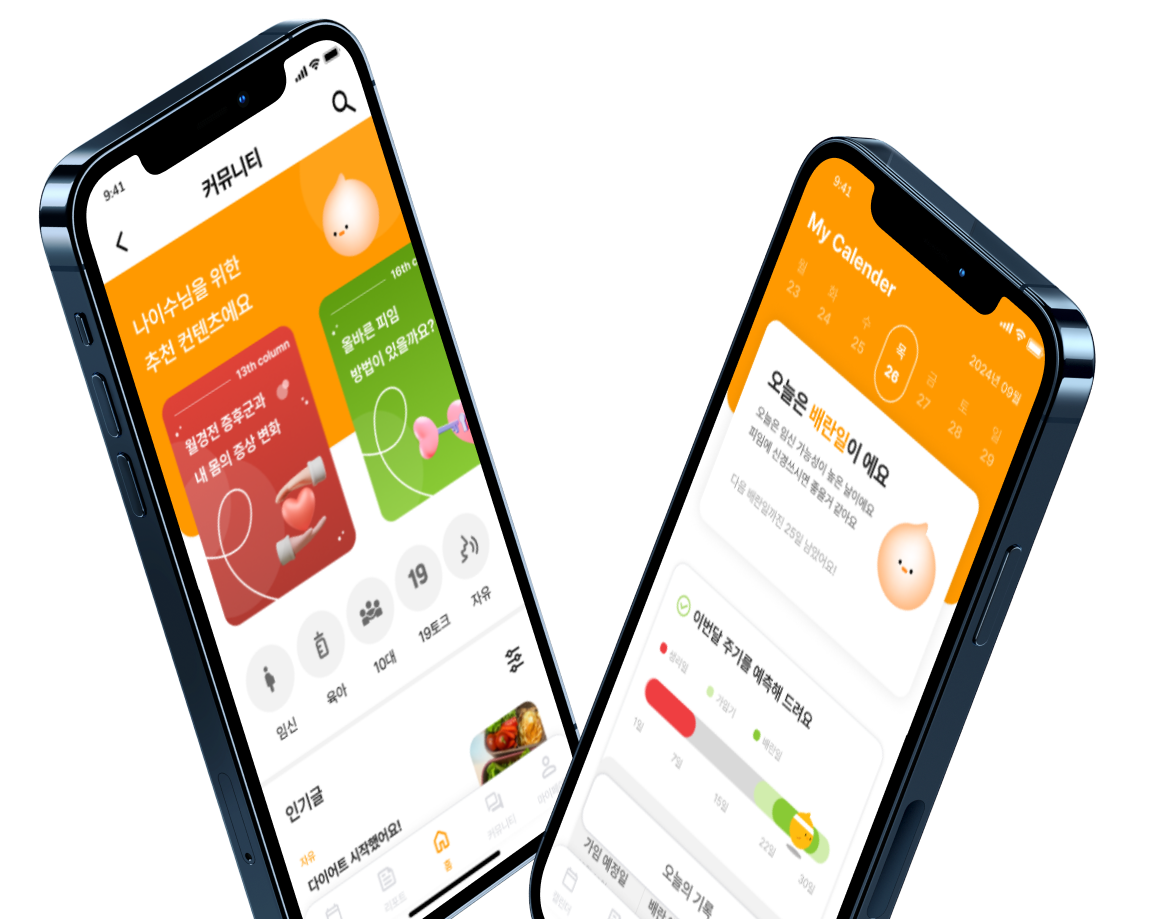 9:41
커뮤니티
나이수님을 위한
추천 컨텐츠에요
13th column
월경전 증후군과
내 몸의 증상 변화
16th c
올바른 피임
방법이 있을까요?
임신
육아
10대
19
19토크
자유
인기글
자유
다이어트 시작했어요!
리포트
홈
커뮤니티
마이페
9:41
My Calender
2024년 09월
월 화 수 목 금 토 일
23 24 25 26 27 28 29
오늘은 배란일이 에요
오늘은 임신 가능성이 높은 날이에요
피임에 신경쓰시면 좋을거 같아요
다음 배란일까진 25일 남았어요!
이번달 주기를 예측해 드려요
생리일
가임기
배란일
1일
7일
15일
22일
30일
가임 예정일
배란
오늘의 기록
캘린더